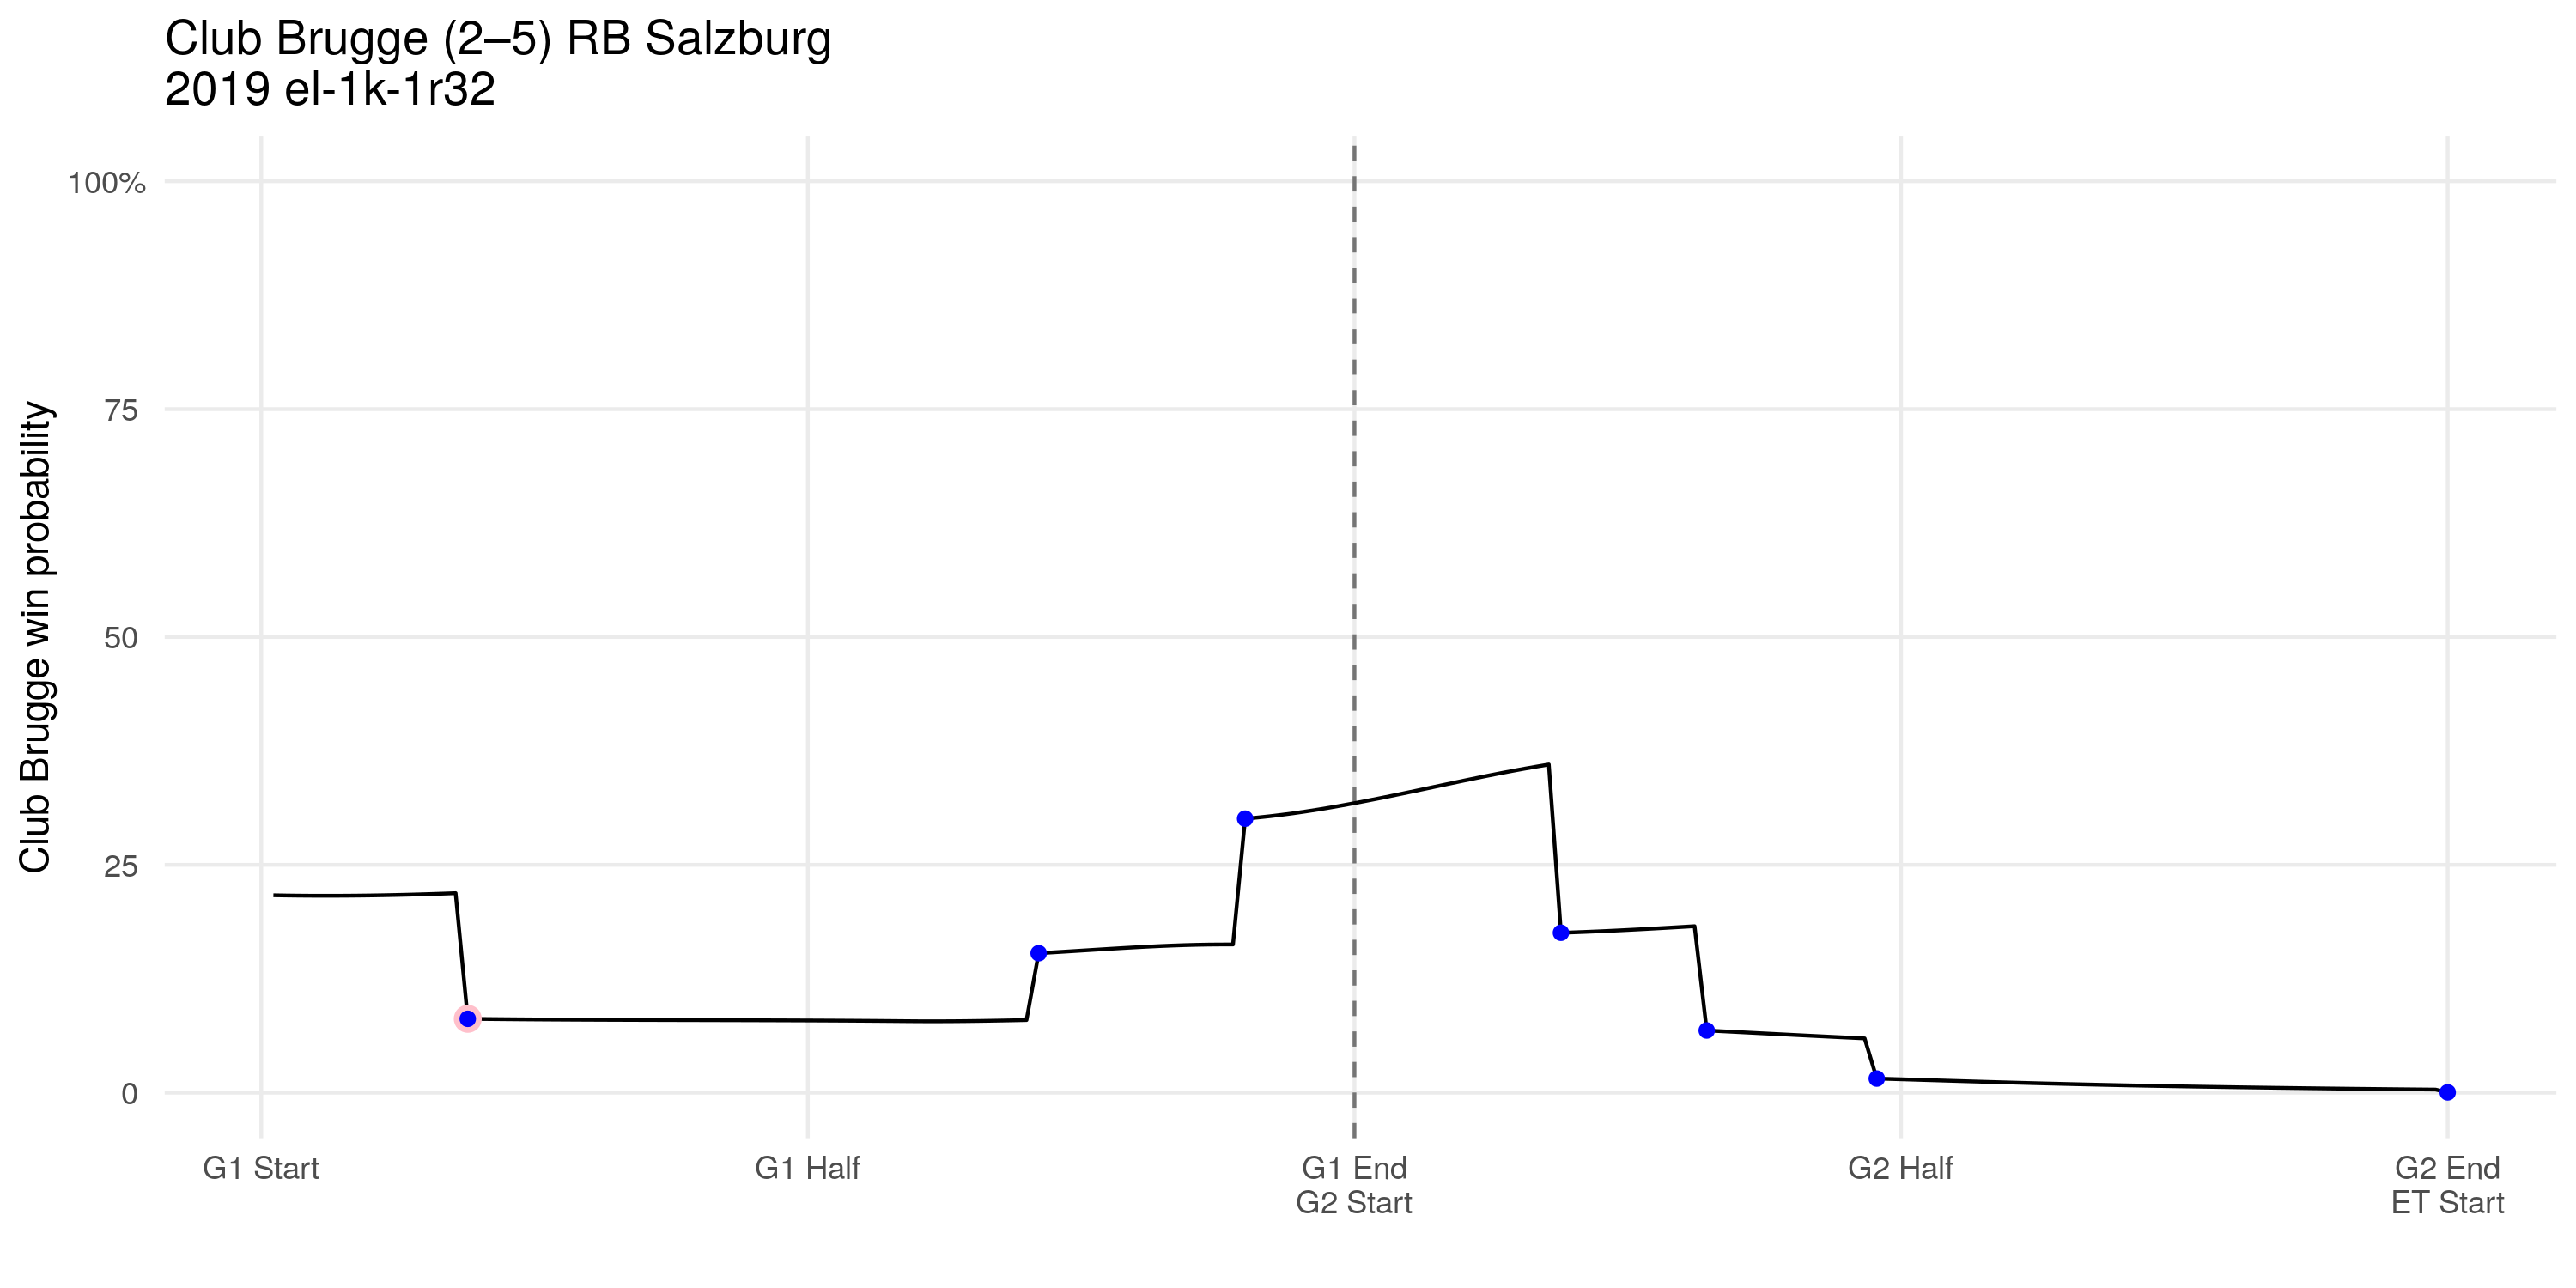 Club Brugge (2–5) RB Salzburg
2019 el-1k-1r32
Club Brugge win probability
100%
75
50
25
0
G1 Start
G1 Half
G1 End
G2 Start
G2 Half
G2 End
ET Start